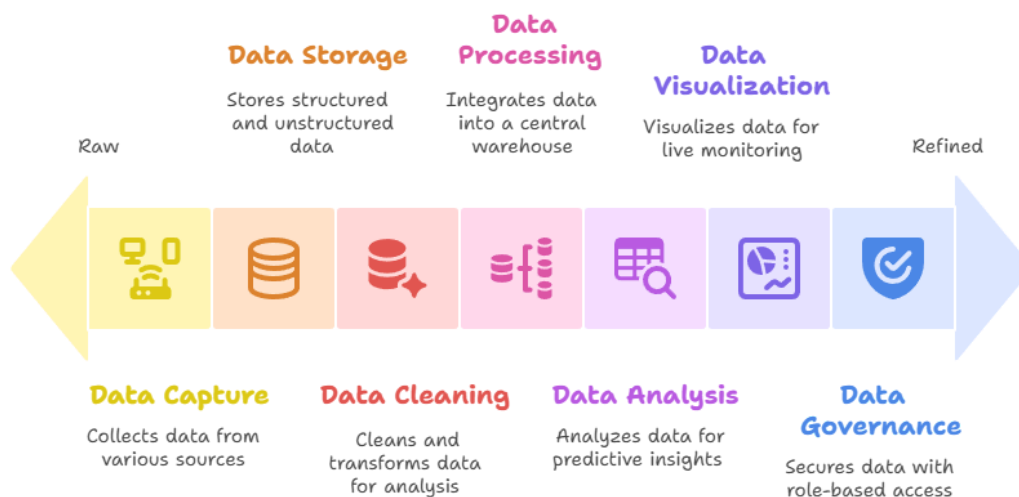 Raw
Refined
Data Capture
Collects data from
various sources
Data Storage
Stores structured
and unstructured
data
Data Cleaning
Cleans and
transforms data
for analysis
Data
Processing
Integrates data
into a central
warehouse
Data Analysis
Analyzes data for
predictive insights
Data
Visualization
Visualizes data for
live monitoring
Data
Governance
Secures data with
role-based access